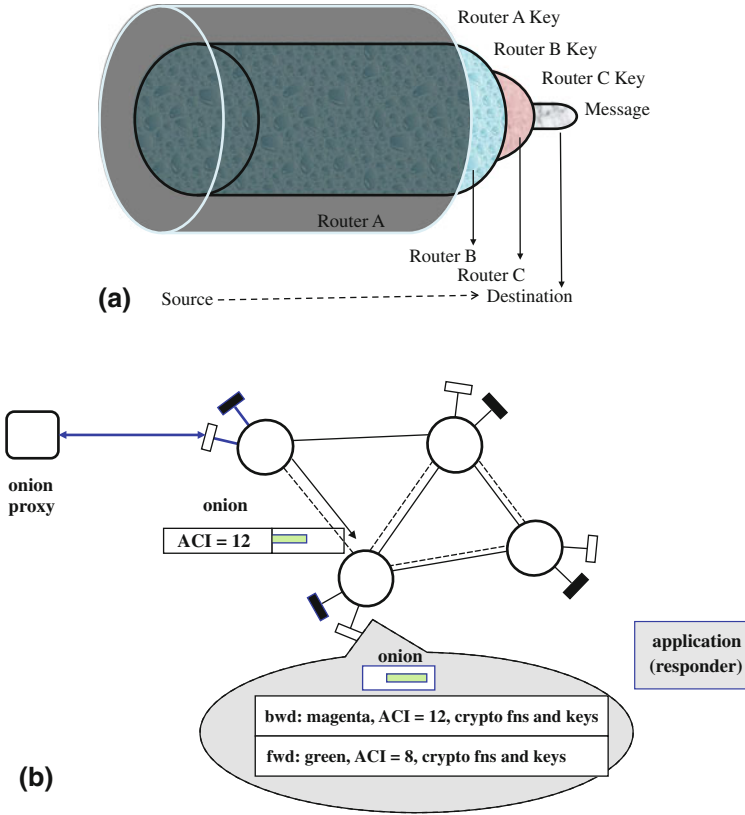 Router A Key
Router B Key
Router C Key
Message
Router A
Router B
Router C
(a)
Source
Destination
onion
proxy
onion
ACI = 12
application
(responder)
onion
bwd: magenta, ACI = 12, crypto fns and keys
fwd: green, ACI = 8, crypto fns and keys
(b)